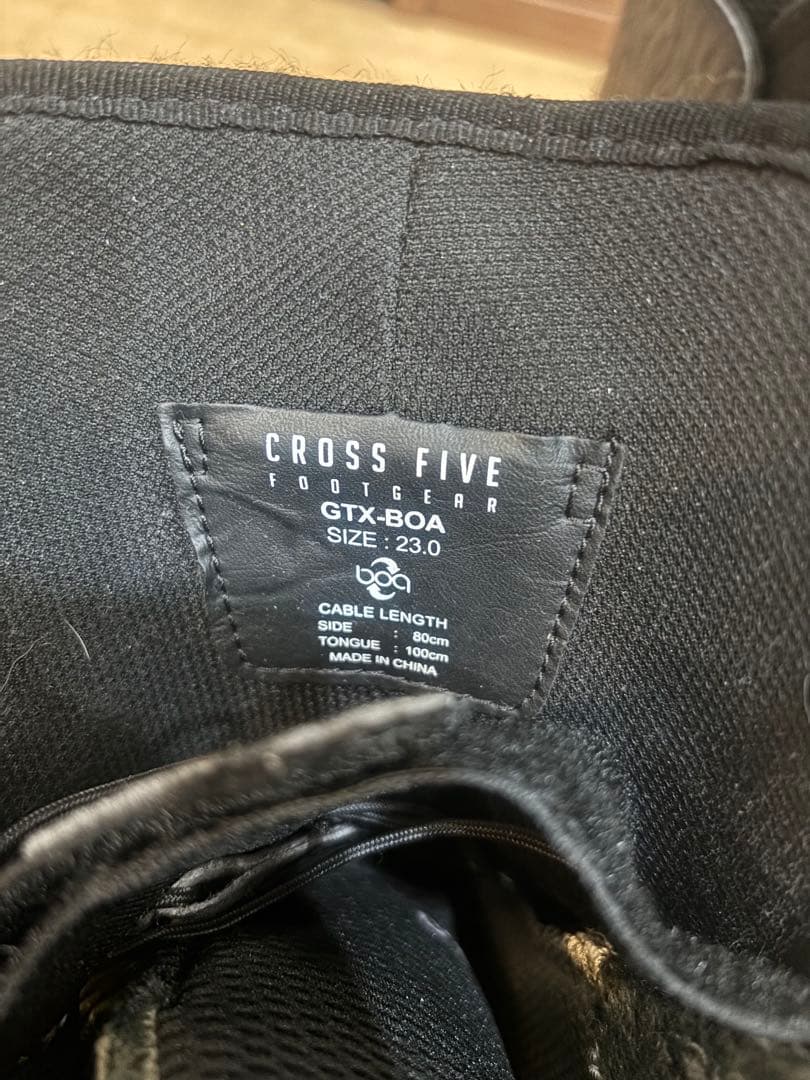 CROSS FIVE
FOOTGEAR
GTX-BOA
SIZE : 23.0
boa
CABLE LENGTH
SIDE : 80cm
TONGUE : 100cm
MADE IN CHINA